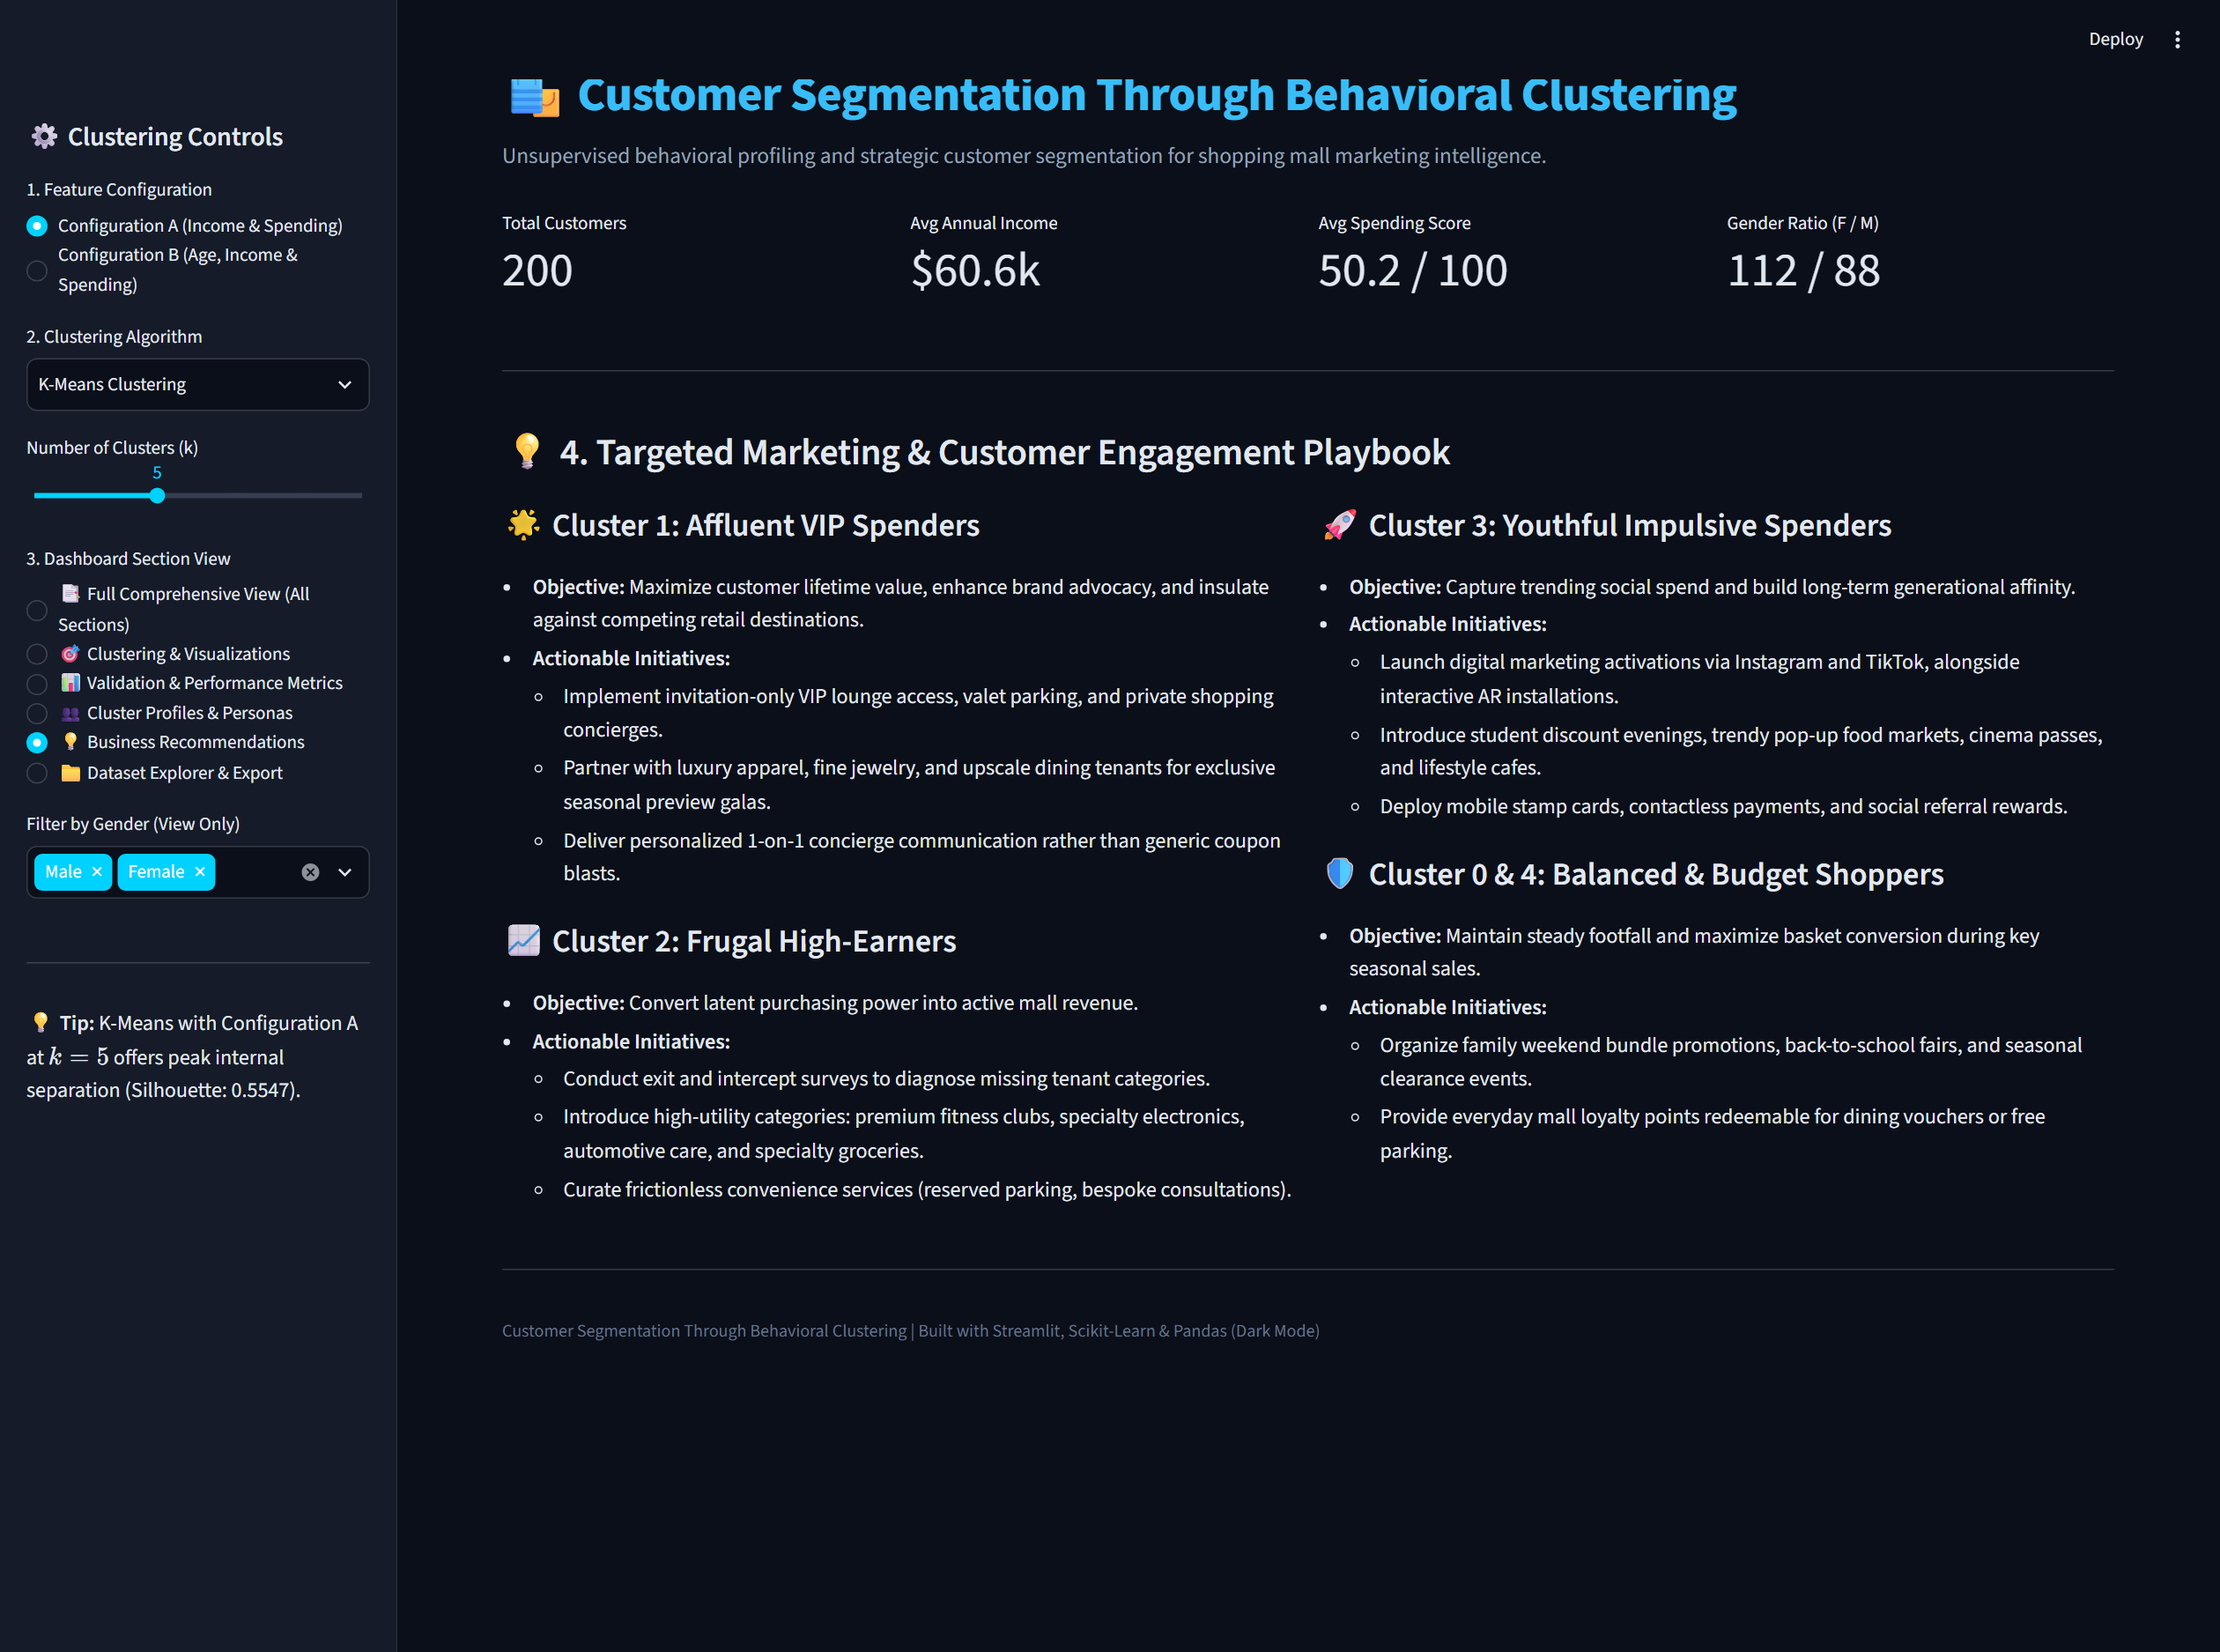 Deploy
Clustering Controls
1. Feature Configuration
Configuration A (Income & Spending)
Configuration B (Age, Income &
Spending)
2. Clustering Algorithm
K-Means Clustering
Number of Clusters (k)
5
3. Dashboard Section View
Full Comprehensive View (All
Sections)
Clustering & Visualizations
Validation & Performance Metrics
Cluster Profiles & Personas
Business Recommendations
Dataset Explorer & Export
Filter by Gender (View Only)
Male
Female
Tip: K-Means with Configuration A
at k = 5 offers peak internal
separation (Silhouette: 0.5547).
Customer Segmentation Through Behavioral Clustering
Unsupervised behavioral profiling and strategic customer segmentation for shopping mall marketing intelligence.
Total Customers
200
Avg Annual Income
$60.6k
Avg Spending Score
50.2 / 100
Gender Ratio (F / M)
112 / 88
4. Targeted Marketing & Customer Engagement Playbook
Cluster 1: Affluent VIP Spenders
• Objective: Maximize customer lifetime value, enhance brand advocacy, and insulate
against competing retail destinations.
• Actionable Initiatives:
◦ Implement invitation-only VIP lounge access, valet parking, and private shopping
concierges.
◦ Partner with luxury apparel, fine jewelry, and upscale dining tenants for exclusive
seasonal preview galas.
◦ Deliver personalized 1-on-1 concierge communication rather than generic coupon
blasts.
Cluster 2: Frugal High-Earners
• Objective: Convert latent purchasing power into active mall revenue.
• Actionable Initiatives:
◦ Conduct exit and intercept surveys to diagnose missing tenant categories.
◦ Introduce high-utility categories: premium fitness clubs, specialty electronics,
automotive care, and specialty groceries.
◦ Curate frictionless convenience services (reserved parking, bespoke consultations).
Cluster 3: Youthful Impulsive Spenders
• Objective: Capture trending social spend and build long-term generational affinity.
• Actionable Initiatives:
◦ Launch digital marketing activations via Instagram and TikTok, alongside
interactive AR installations.
◦ Introduce student discount evenings, trendy pop-up food markets, cinema passes,
and lifestyle cafes.
◦ Deploy mobile stamp cards, contactless payments, and social referral rewards.
Cluster 0 & 4: Balanced & Budget Shoppers
• Objective: Maintain steady footfall and maximize basket conversion during key
seasonal sales.
• Actionable Initiatives:
◦ Organize family weekend bundle promotions, back-to-school fairs, and seasonal
clearance events.
◦ Provide everyday mall loyalty points redeemable for dining vouchers or free
parking.
Customer Segmentation Through Behavioral Clustering | Built with Streamlit, Scikit-Learn & Pandas (Dark Mode)